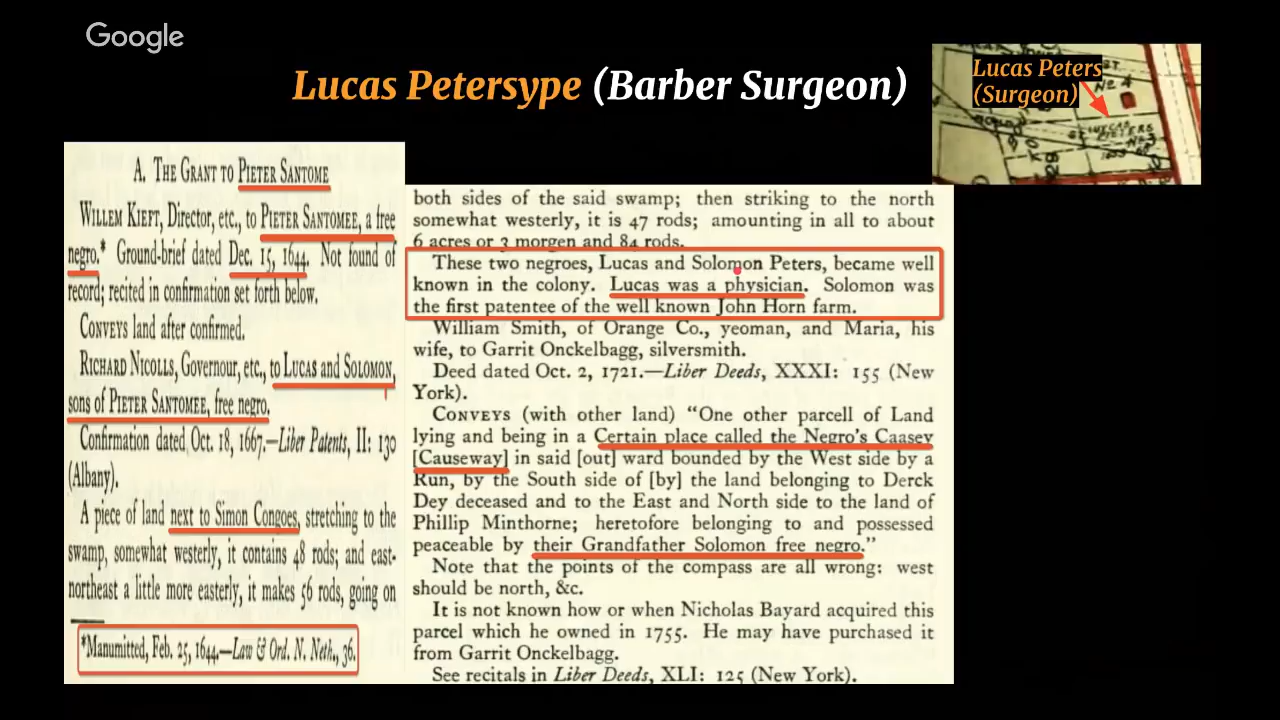 Google
Lucas Petersype (Barber Surgeon)
Lucas Peters
(Surgeon)
ST.
No 4
LUCAS
PETERS
No 3
A. THE GRANT TO PIETER SANTOME
WILLEM KIEFT, Director, etc., to PIETER SANTOMEE, a free
negro.* Ground-brief dated Dec. 15, 1644. Not found of
record; recited in confirmation set forth below.
CONVEYS land after confirmed.
RICHARD NICOLLS, Governour, etc., to LUCAS and SOLOMON,
sons of PIETER SANTOMEE, free negro.
Confirmation dated, Oct. 18, 1667.—Liber Patents, II: 130
(Albany).
A piece of land next to Simon Congoes, stretching to the
swamp, somewhat westerly, it contains 48 rods; and east-
northeast a little more easterly, it makes 56 rods, going on
*Manumitted, Feb. 25, 1644.—Law & Ord. N. Neth., 36.
both sides of the said swamp; then striking to the north
somewhat westerly, it is 47 rods; amounting in all to about
6 acres or 3 morgen and 84 rods.
These two negroes, Lucas and Solomon Peters, became well
known in the colony. Lucas was a physician. Solomon was
the first patentee of the well known John Horn farm.
William Smith, of Orange Co., yeoman, and Maria, his
wife, to Garrit Onckelbagg, silversmith.
Deed dated Oct. 2, 1721.—Liber Deeds, XXXI: 155 (New
York).
CONVEYS (with other land) "One other parcell of Land
lying and being in a Certain place called the Negro's Caasey
[Causeway] in said [out] ward bounded by the West side by a
Run, by the South side of [by] the land belonging to Derck
Dey deceased and to the East and North side to the land of
Phillip Minthorne; heretofore belonging to and possessed
peaceable by their Grandfather Solomon free negro."
Note that the points of the compass are all wrong: west
should be north, &c.
It is not known how or when Nicholas Bayard acquired this
parcel which he owned in 1755. He may have purchased it
from Garrit Onckelbagg.
See recitals in Liber Deeds, XLI: 125 (New York).